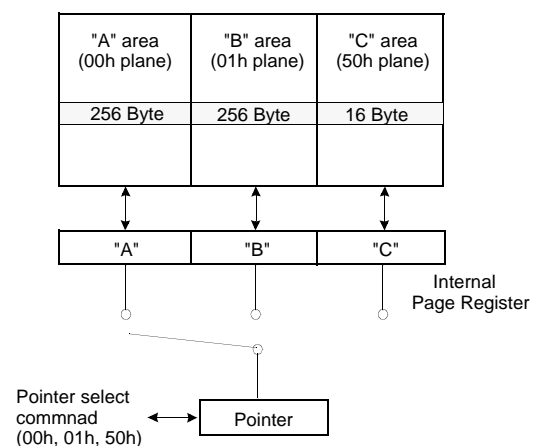 "A" area "B" area "C" area
(00h plane) (01h plane) (50h plane)
256 Byte 256 Byte 16 Byte
"A" "B" "C"
Internal
Page Register
Pointer select
commnad
(00h, 01h, 50h)
Pointer